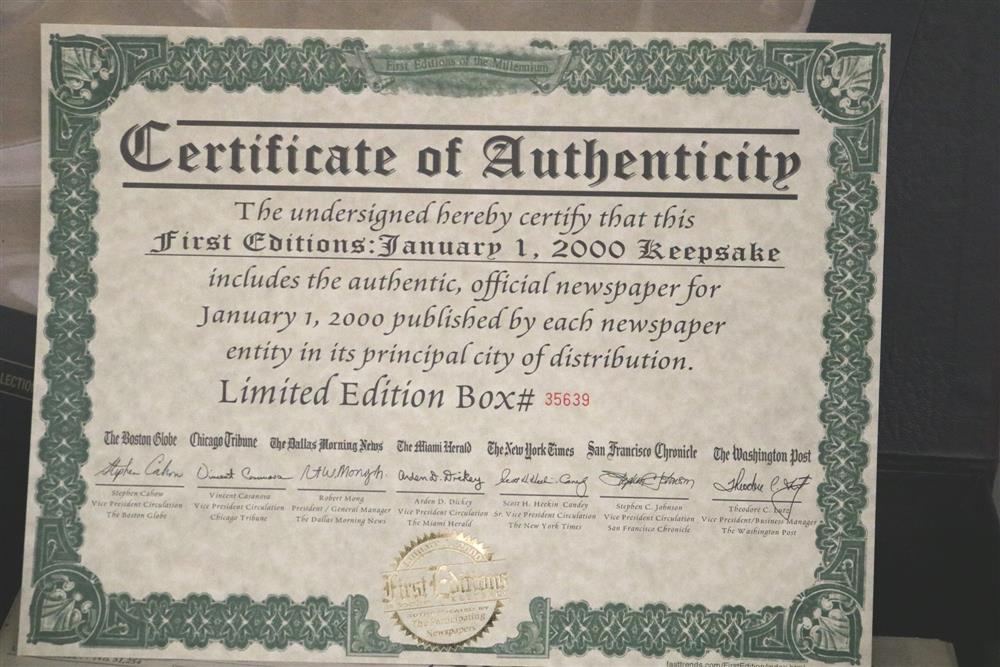 First Editions of the Millennium
Certificate of Authenticity
The undersigned hereby certify that this
First Editions: January 1, 2000 Keepsake
includes the authentic, official newspaper for
January 1, 2000 published by each newspaper
entity in its principal city of distribution.
Limited Edition Box# 35639
The Boston Globe Chicago Tribune The Dallas Morning News The Miami Herald The New York Times San Francisco Chronicle The Washington Post
Stephen Cahow Vincent Casanova Robert Mong Arden D. Dickey Scott H. Heekin Canedy Stephen C. Johnson Theodore C. Lutz
Vice President Circulation Vice President Circulation President / General Manager Vice President Circulation Sr. Vice President Circulation Vice President Circulation Vice President/Business Manager
The Boston Globe Chicago Tribune The Dallas Morning News The Miami Herald The New York Times San Francisco Chronicle The Washington Post
First Editions
The Participating
Newspapers
LLECTIO